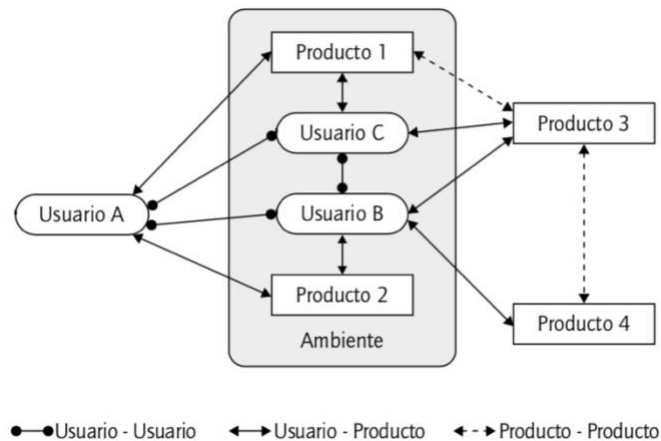 Producto 1
Usuario C
Producto 3
Usuario A
Usuario B
Producto 2
Producto 4
Ambiente
Usuario - Usuario
Usuario - Producto
Producto - Producto